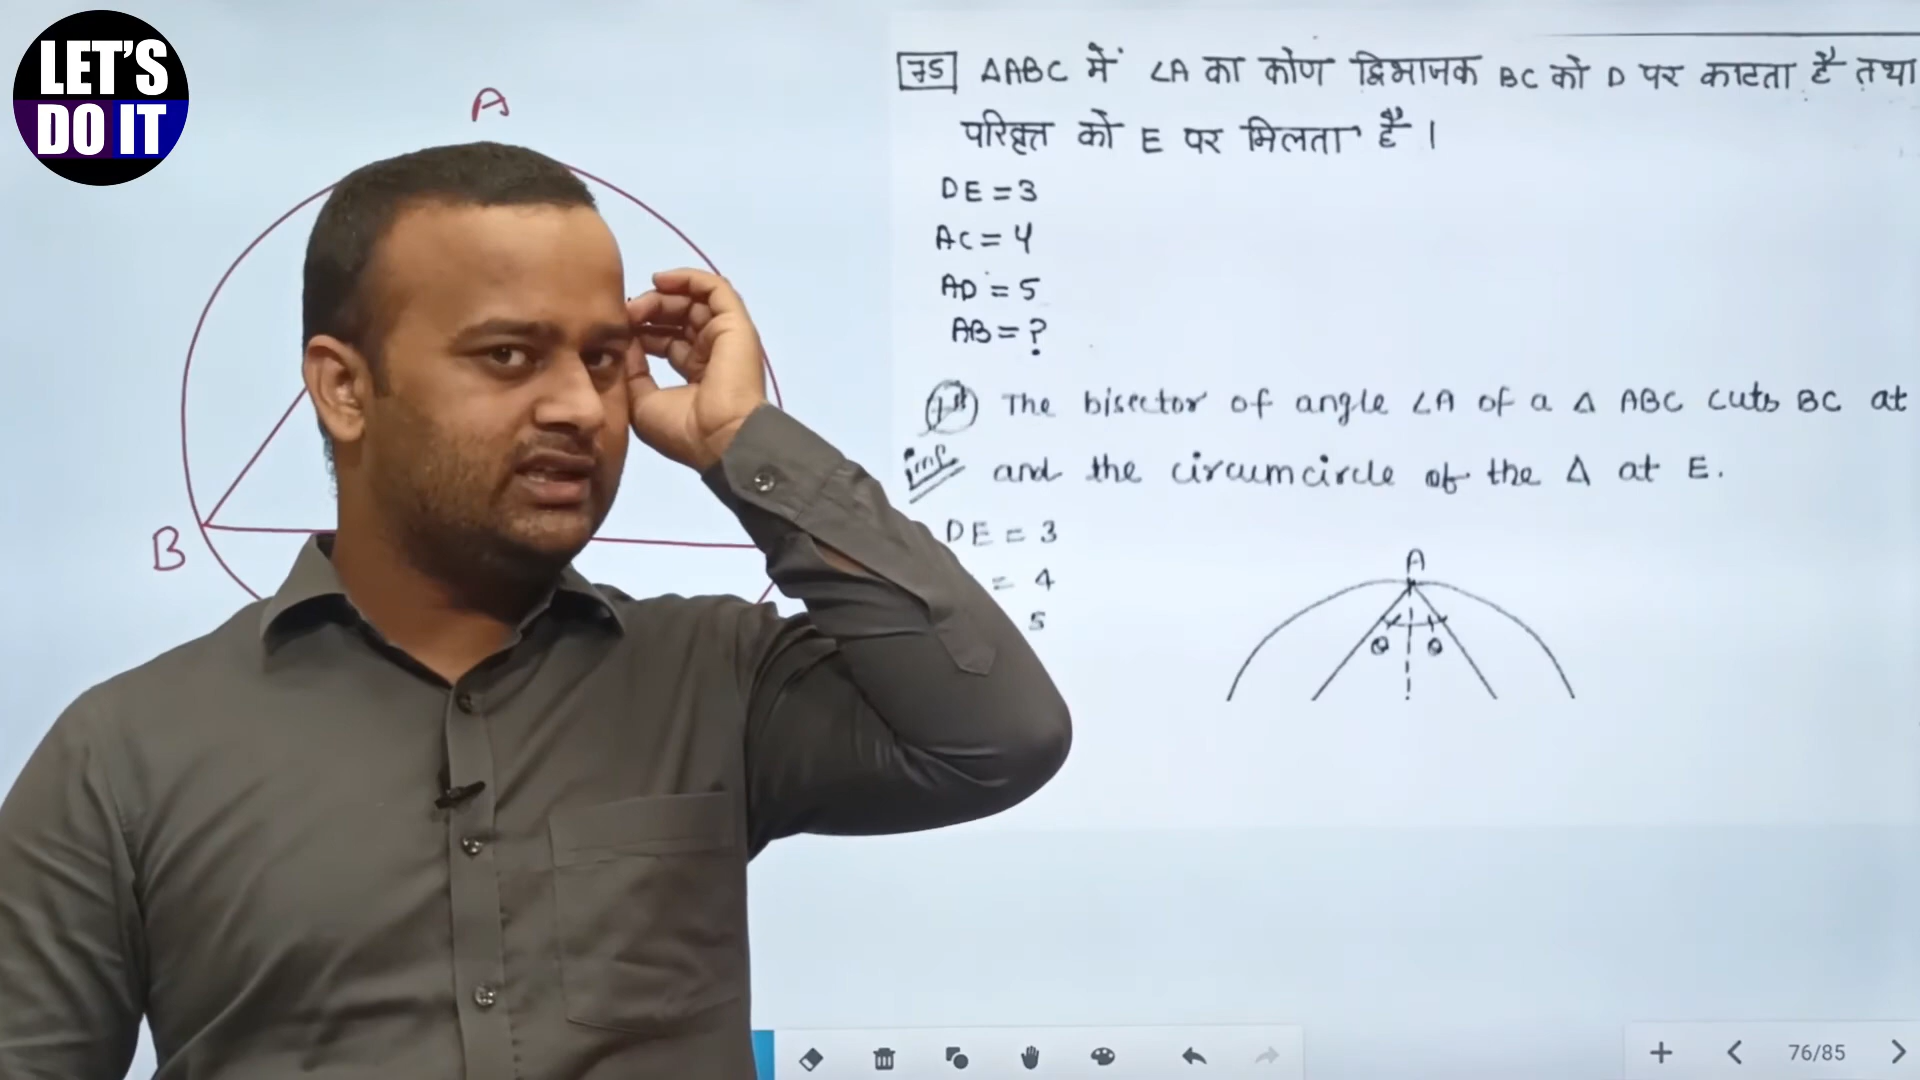 LET'S
DO IT
A
B
75 ΔABC में ∠A का कोण द्विभाजक BC को D पर काटता है तथा
परिवृत्त को E पर मिलता है।
DE = 3
AC = 4
AD = 5
AB = ?
The bisector of angle ∠A of a Δ ABC cuts BC at
Imp and the circumcircle of the Δ at E.
DE = 3
= 4
5
A
θ θ
76/85